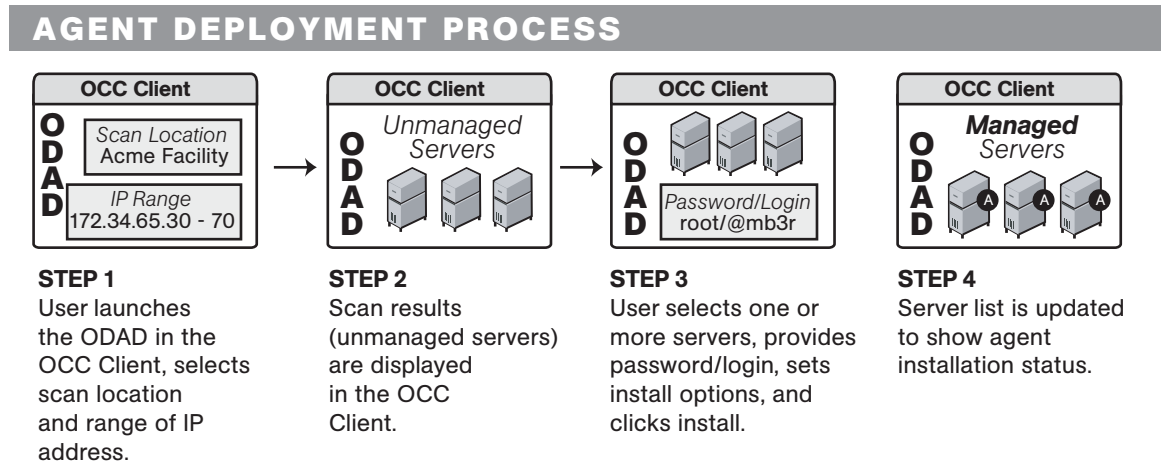 AGENT DEPLOYMENT PROCESS
OCC Client
ODAD
Scan Location
Acme Facility
IP Range
172.34.65.30 - 70
STEP 1
User launches
the ODAD in the
OCC Client, selects
scan location
and range of IP
address.
OCC Client
ODAD
Unmanaged
Servers
STEP 2
Scan results
(unmanaged servers)
are displayed
in the OCC
Client.
OCC Client
ODAD
Password/Login
root/@mb3r
STEP 3
User selects one or
more servers, provides
password/login, sets
install options, and
clicks install.
OCC Client
ODAD
Managed
Servers
A
A
A
STEP 4
Server list is updated
to show agent
installation status.